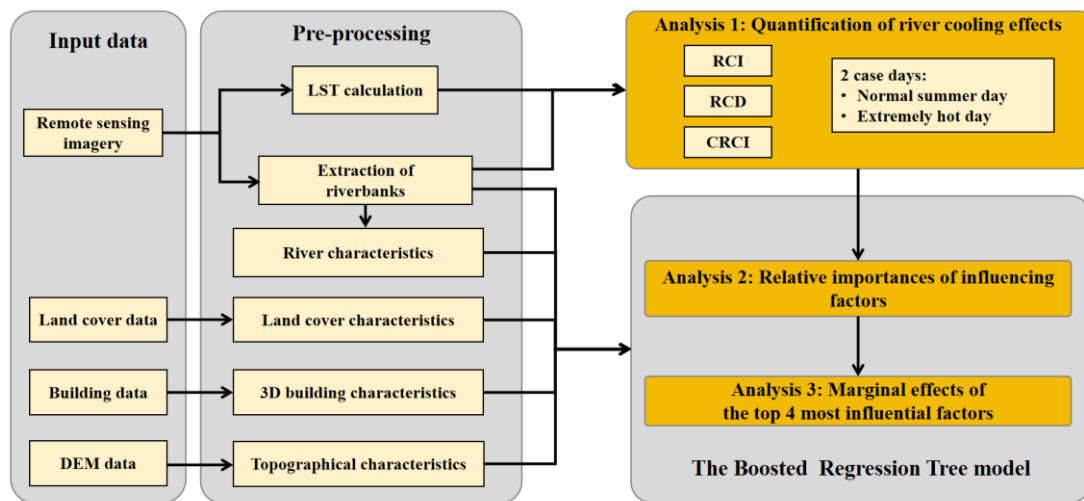 Input data
Remote sensing
imagery
Land cover data
Building data
DEM data
Pre-processing
LST calculation
Extraction of
riverbanks
River characteristics
Land cover characteristics
3D building characteristics
Topographical characteristics
Analysis 1: Quantification of river cooling effects
RCI
RCD
CRCI
2 case days:
• Normal summer day
• Extremely hot day
Analysis 2: Relative importances of influencing
factors
Analysis 3: Marginal effects of
the top 4 most influential factors
The Boosted Regression Tree model